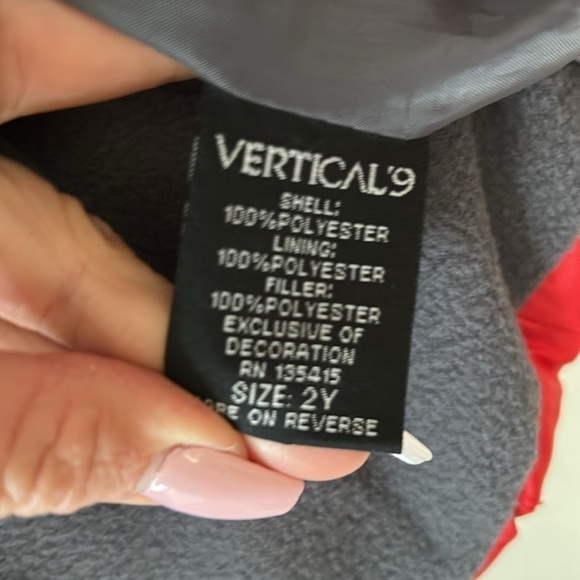 VERTICAL'9
SHELL:
100%POLYESTER
LINING:
100%POLYESTER
FILLER:
100%POLYESTER
EXCLUSIVE OF
DECORATION
RN 135415
SIZE: 2Y
ON REVERSE